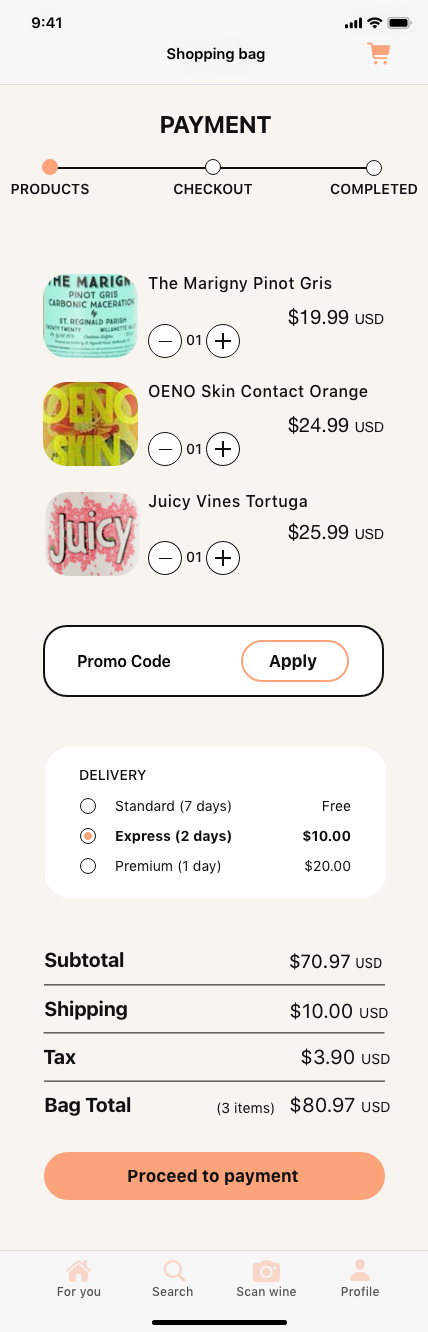 9:41
Shopping bag
PAYMENT
PRODUCTS CHECKOUT COMPLETED
THE MARIGN
PINOT GRIS
CARBONIC MACERATION
by
ST. REGINALD PARISH
TWENTY TWENTY WILLAMETTE
The Marigny Pinot Gris
$19.99 USD
01
OENO
SKIN
OENO Skin Contact Orange
$24.99 USD
01
Juicy
Juicy Vines Tortuga
$25.99 USD
01
Promo Code Apply
DELIVERY
Standard (7 days) Free
Express (2 days) $10.00
Premium (1 day) $20.00
Subtotal $70.97 USD
Shipping $10.00 USD
Tax $3.90 USD
Bag Total (3 items) $80.97 USD
Proceed to payment
For you Search Scan wine Profile